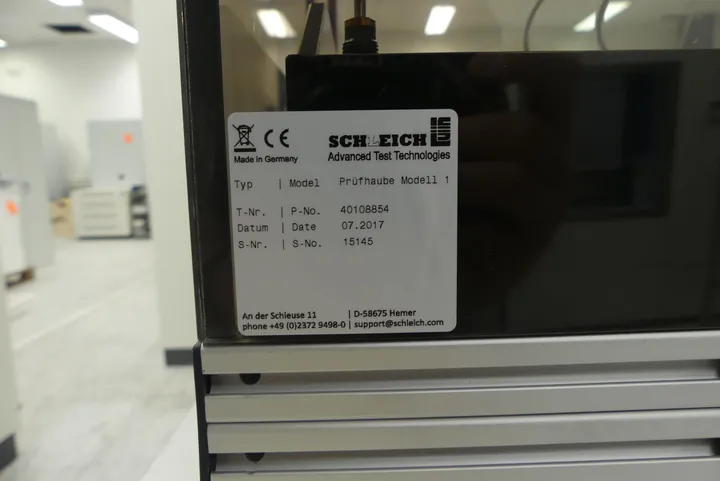 CE
SCHLEICH
Made in Germany
Advanced Test Technologies
Typ | Model Prüfhaube Modell 1
T-Nr. | P-No. 40108854
Datum | Date 07.2017
S-Nr. | S-No. 15145
An der Schleuse 11 | D-58675 Hemer
phone +49 (0)2372 9498-0 | support@schleich.com